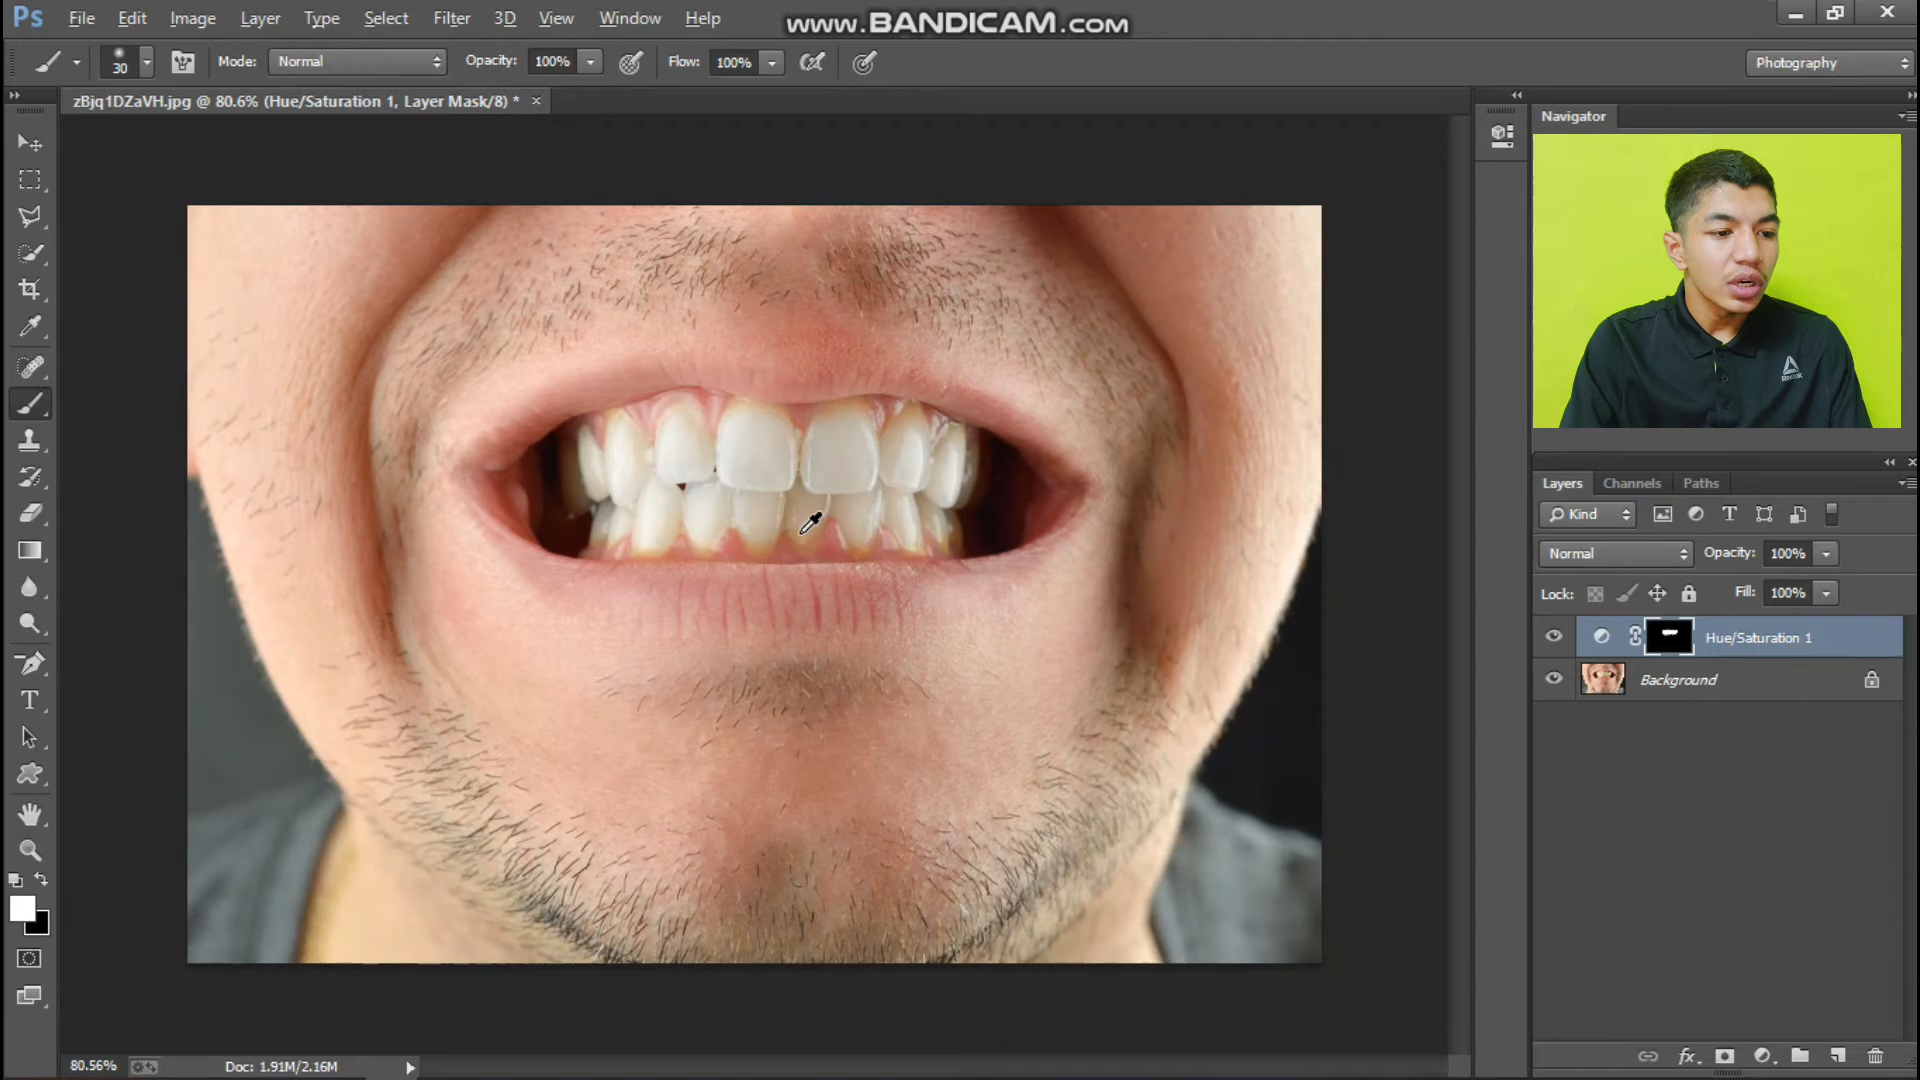 Ps File Edit Image Layer Type Select Filter 3D View Window Help
www.BANDICAM.com
30 Mode: Normal Opacity: 100% Flow: 100% Photography
zBjq1DZaVH.jpg @ 80.6% (Hue/Saturation 1, Layer Mask/8) *
Navigator
Reebok
Layers Channels Paths
Kind
Normal Opacity: 100%
Lock: Fill: 100%
Hue/Saturation 1
Background
80.56% Doc: 1.91M/2.16M